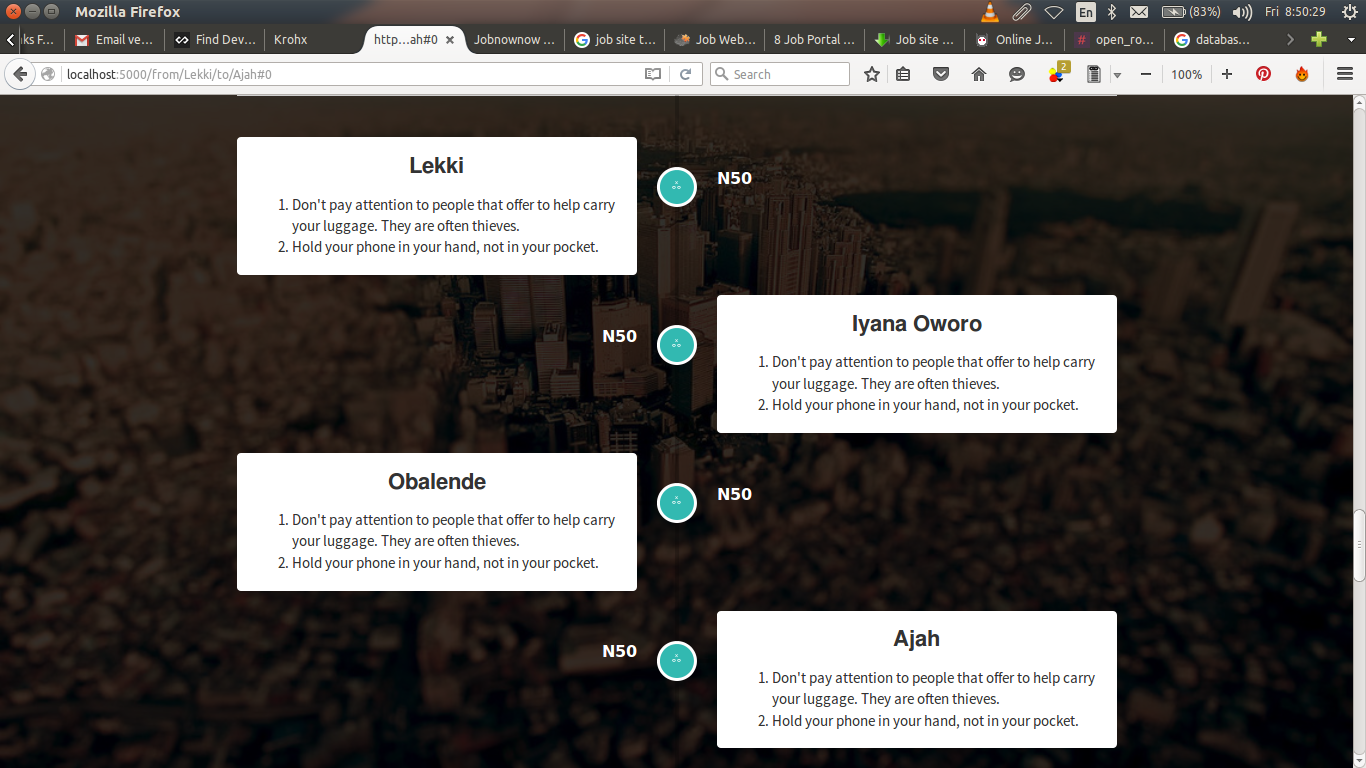 Mozilla Firefox
En
(83%)
Fri 8:50:29
ks F...
Email ve...
Find Dev...
Krohx
http...ah#0
Jobnownow ...
job site t...
Job Web...
8 Job Portal ...
Job site ...
Online J...
open_ro...
databas...
localhost:5000/from/Lekki/to/Ajah#0
Search
2
100%
Lekki
N50
1. Don't pay attention to people that offer to help carry
your luggage. They are often thieves.
2. Hold your phone in your hand, not in your pocket.
Iyana Oworo
N50
1. Don't pay attention to people that offer to help carry
your luggage. They are often thieves.
2. Hold your phone in your hand, not in your pocket.
Obalende
N50
1. Don't pay attention to people that offer to help carry
your luggage. They are often thieves.
2. Hold your phone in your hand, not in your pocket.
Ajah
N50
1. Don't pay attention to people that offer to help carry
your luggage. They are often thieves.
2. Hold your phone in your hand, not in your pocket.